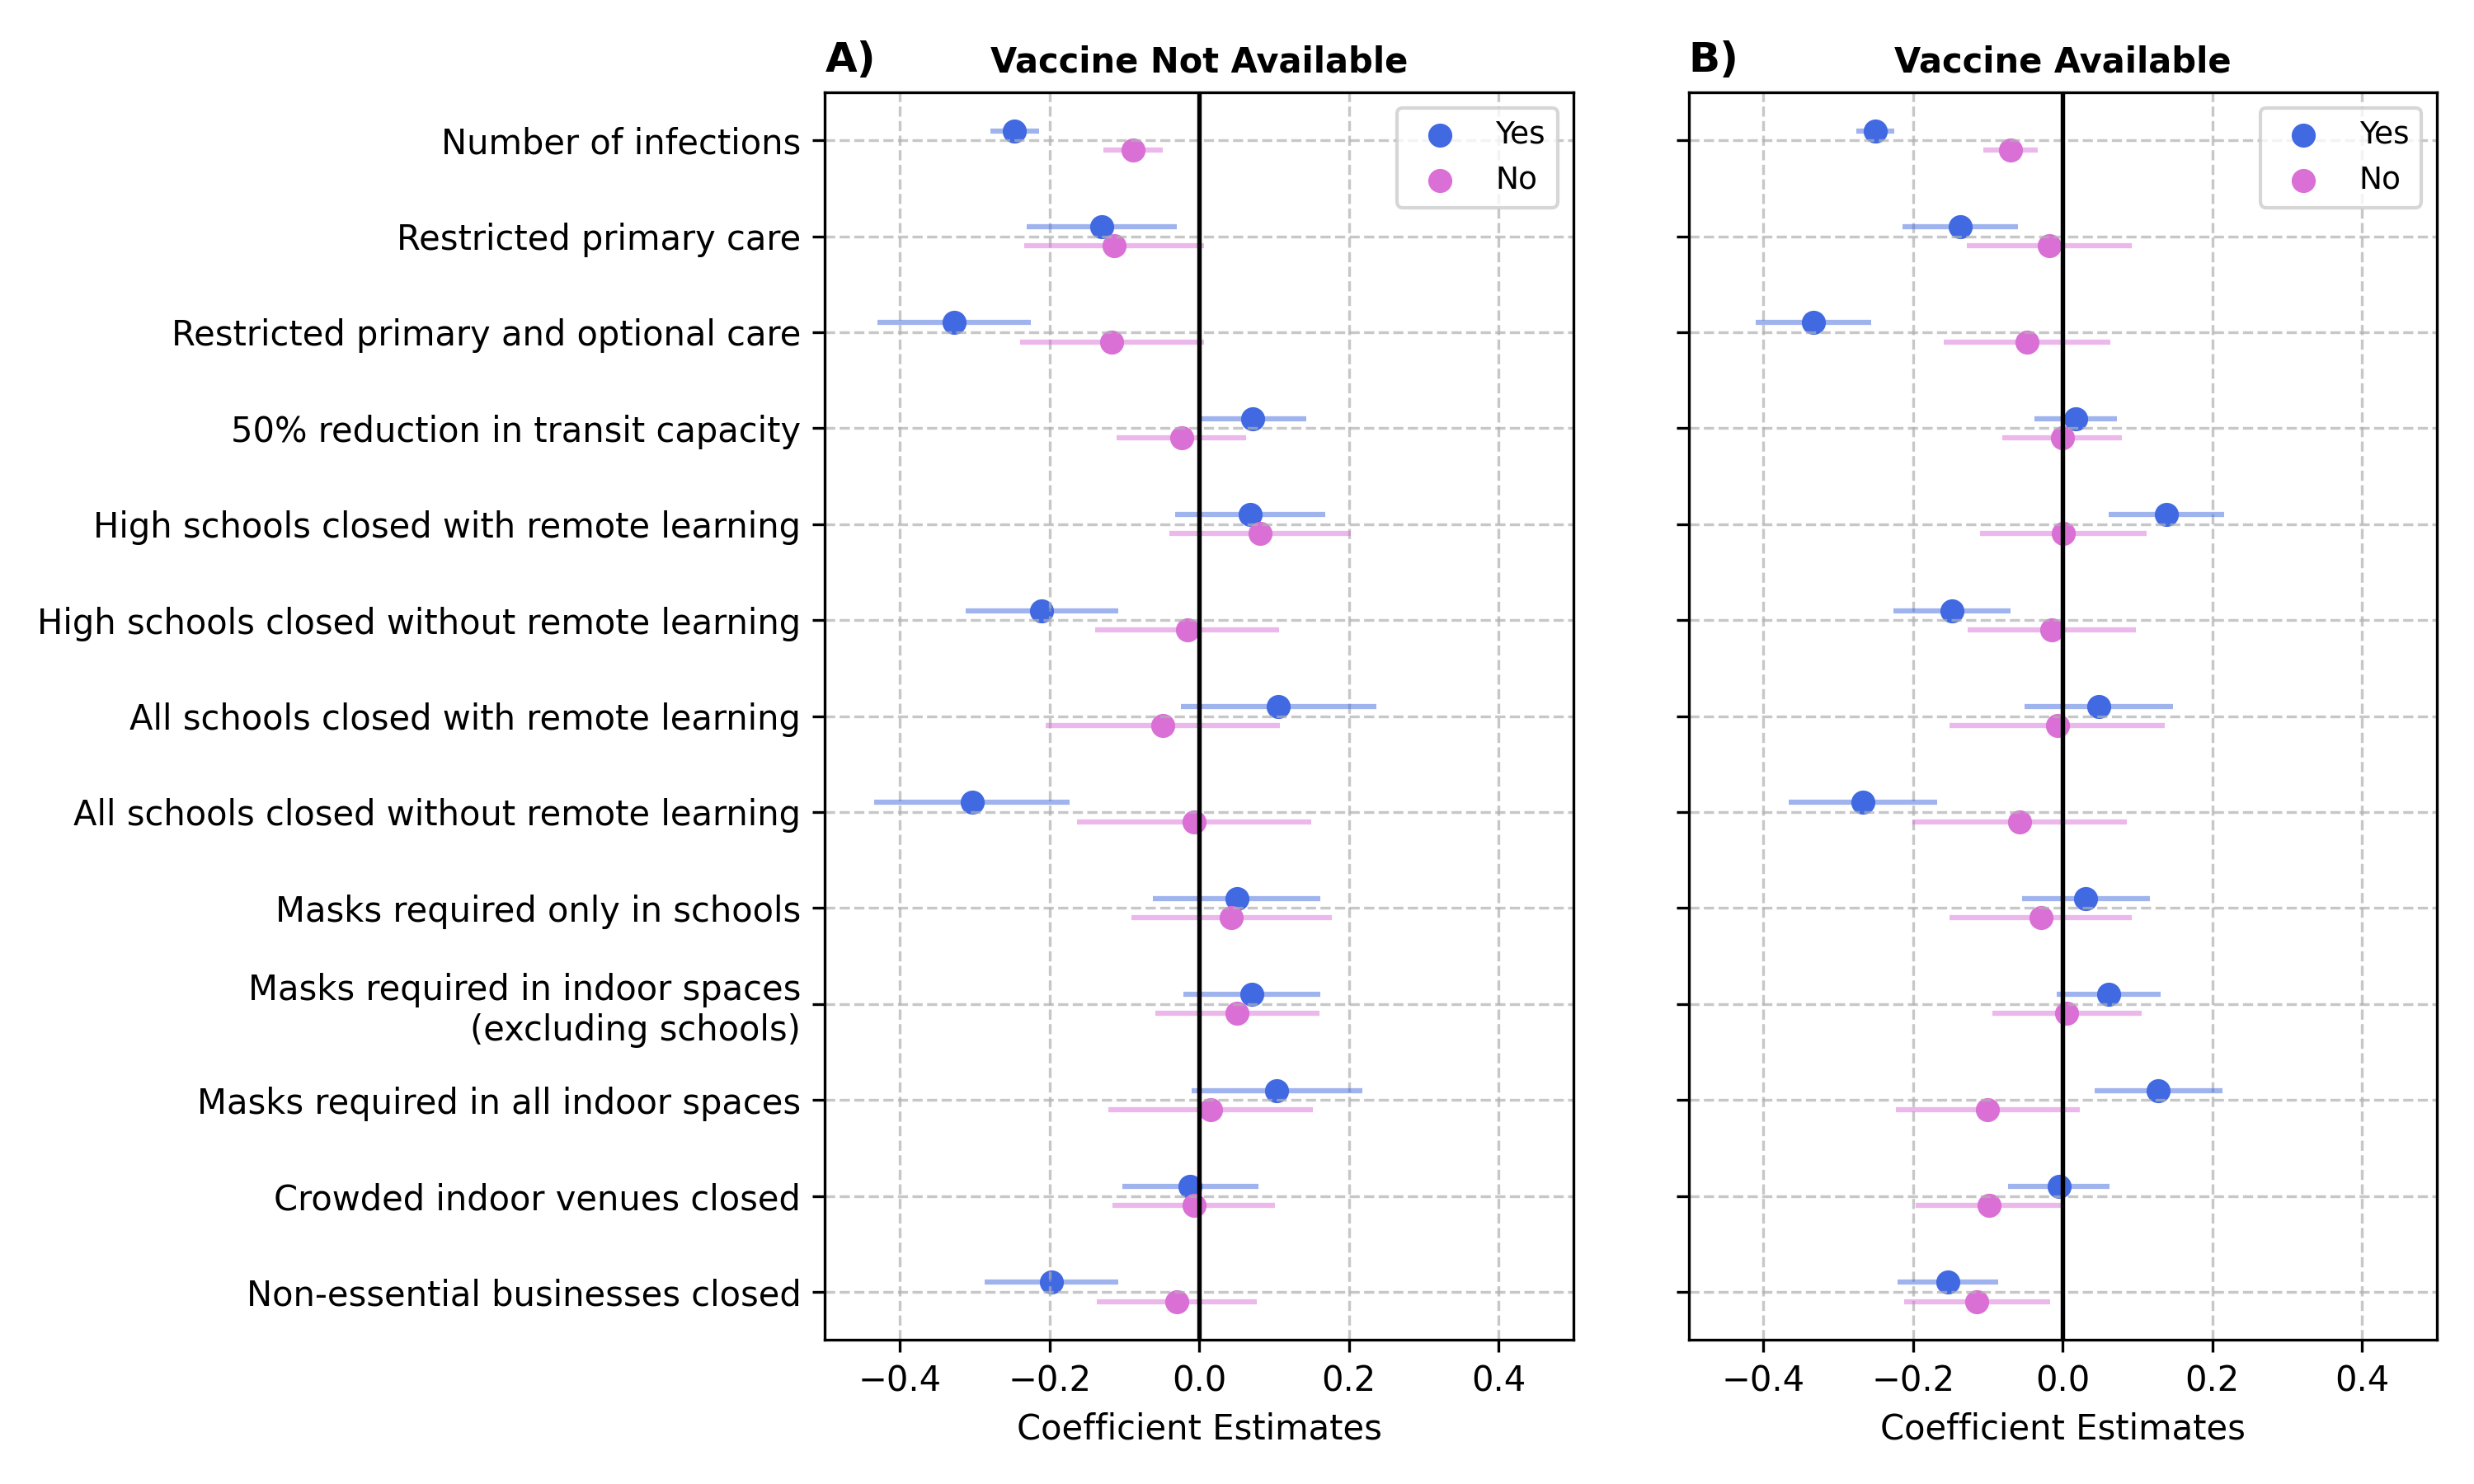 A) Vaccine Not Available
B) Vaccine Available
Yes
No
Yes
No
Number of infections
Restricted primary care
Restricted primary and optional care
50% reduction in transit capacity
High schools closed with remote learning
High schools closed without remote learning
All schools closed with remote learning
All schools closed without remote learning
Masks required only in schools
Masks required in indoor spaces
(excluding schools)
Masks required in all indoor spaces
Crowded indoor venues closed
Non-essential businesses closed
−0.4 −0.2 0.0 0.2 0.4
−0.4 −0.2 0.0 0.2 0.4
Coefficient Estimates
Coefficient Estimates